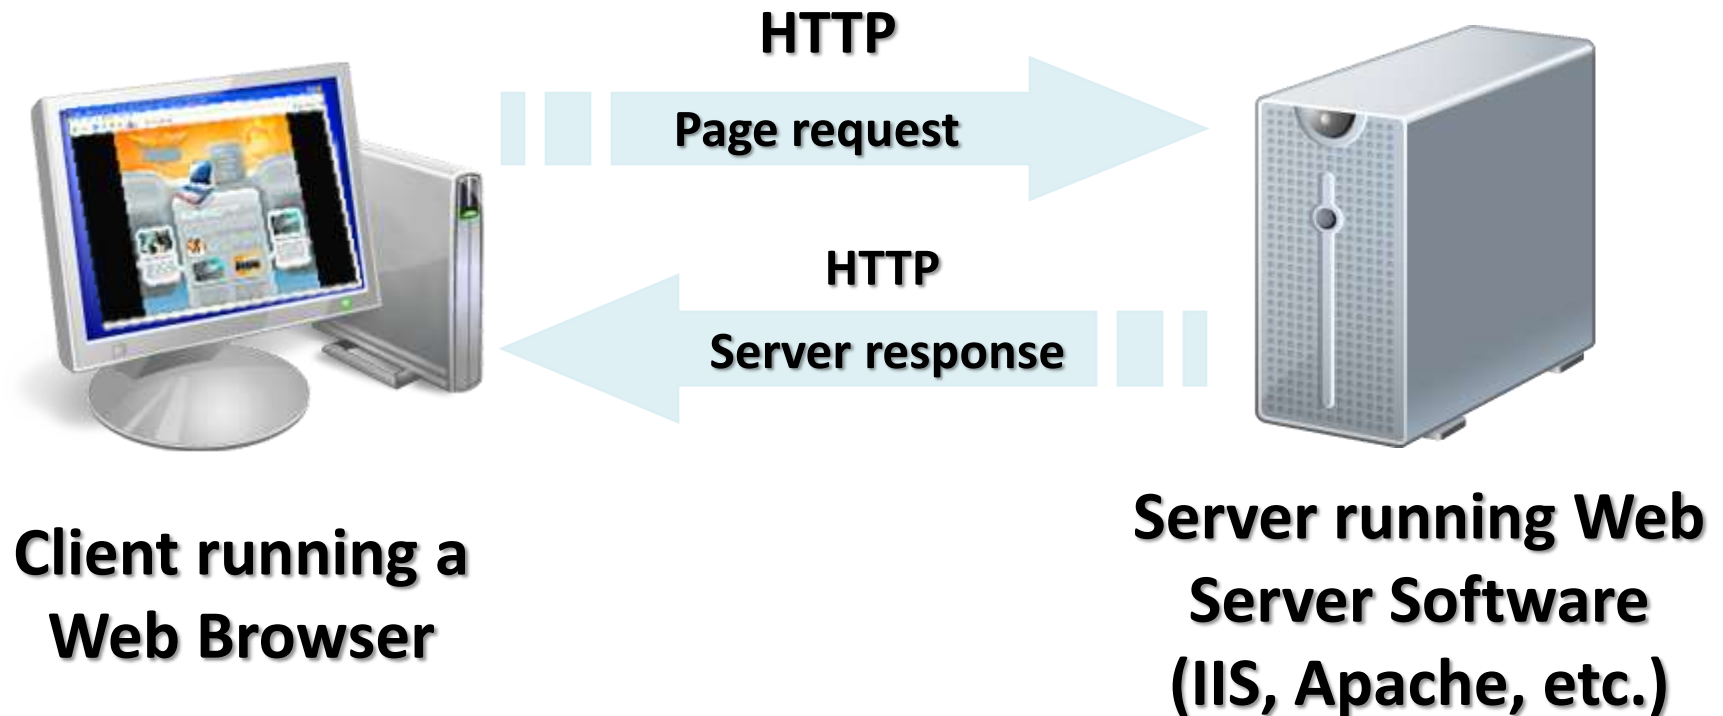 HTTP
Page request
HTTP
Server response
Client running a
Web Browser
Server running Web
Server Software
(IIS, Apache, etc.)